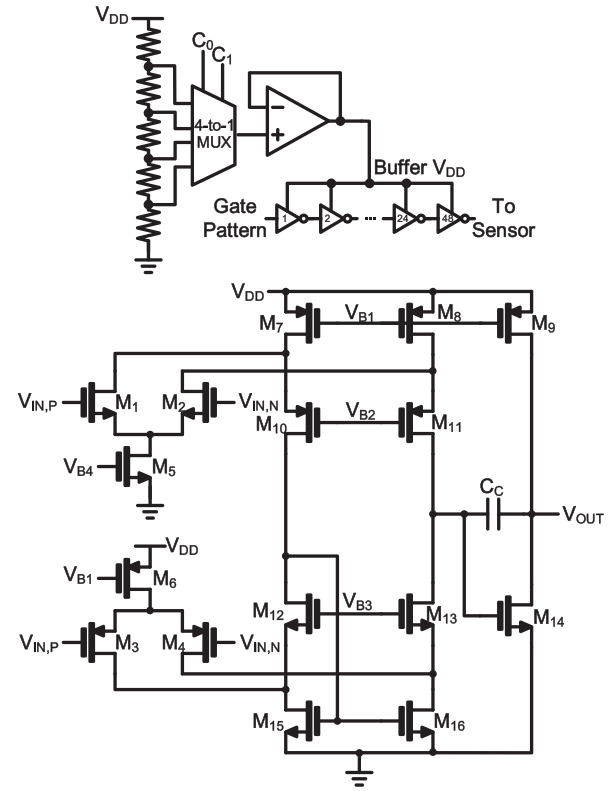 VDD
C0
C1
4-to-1
MUX
−
+
Buffer VDD
Gate
Pattern
1
2
...
24
48
To
Sensor
VDD
M7
VB1
M8
M9
VIN,P
M1
M2
VIN,N
M10
VB2
M11
VB4
M5
CC
VOUT
VDD
VB1
M6
M12
VB3
M13
M14
VIN,P
M3
M4
VIN,N
M15
M16